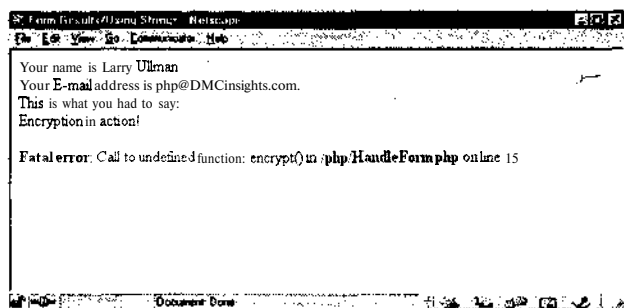 Form Results/Using Strings - Netscape
File Edit View Go Communicator Help
Your name is Larry Ullman
Your E-mail address is php@DMCinsights.com.
This is what you had to say:
Encryption in action!
Fatal error: Call to undefined function: encrypt() in /php/HandleForm.php on line 15
Document: Done